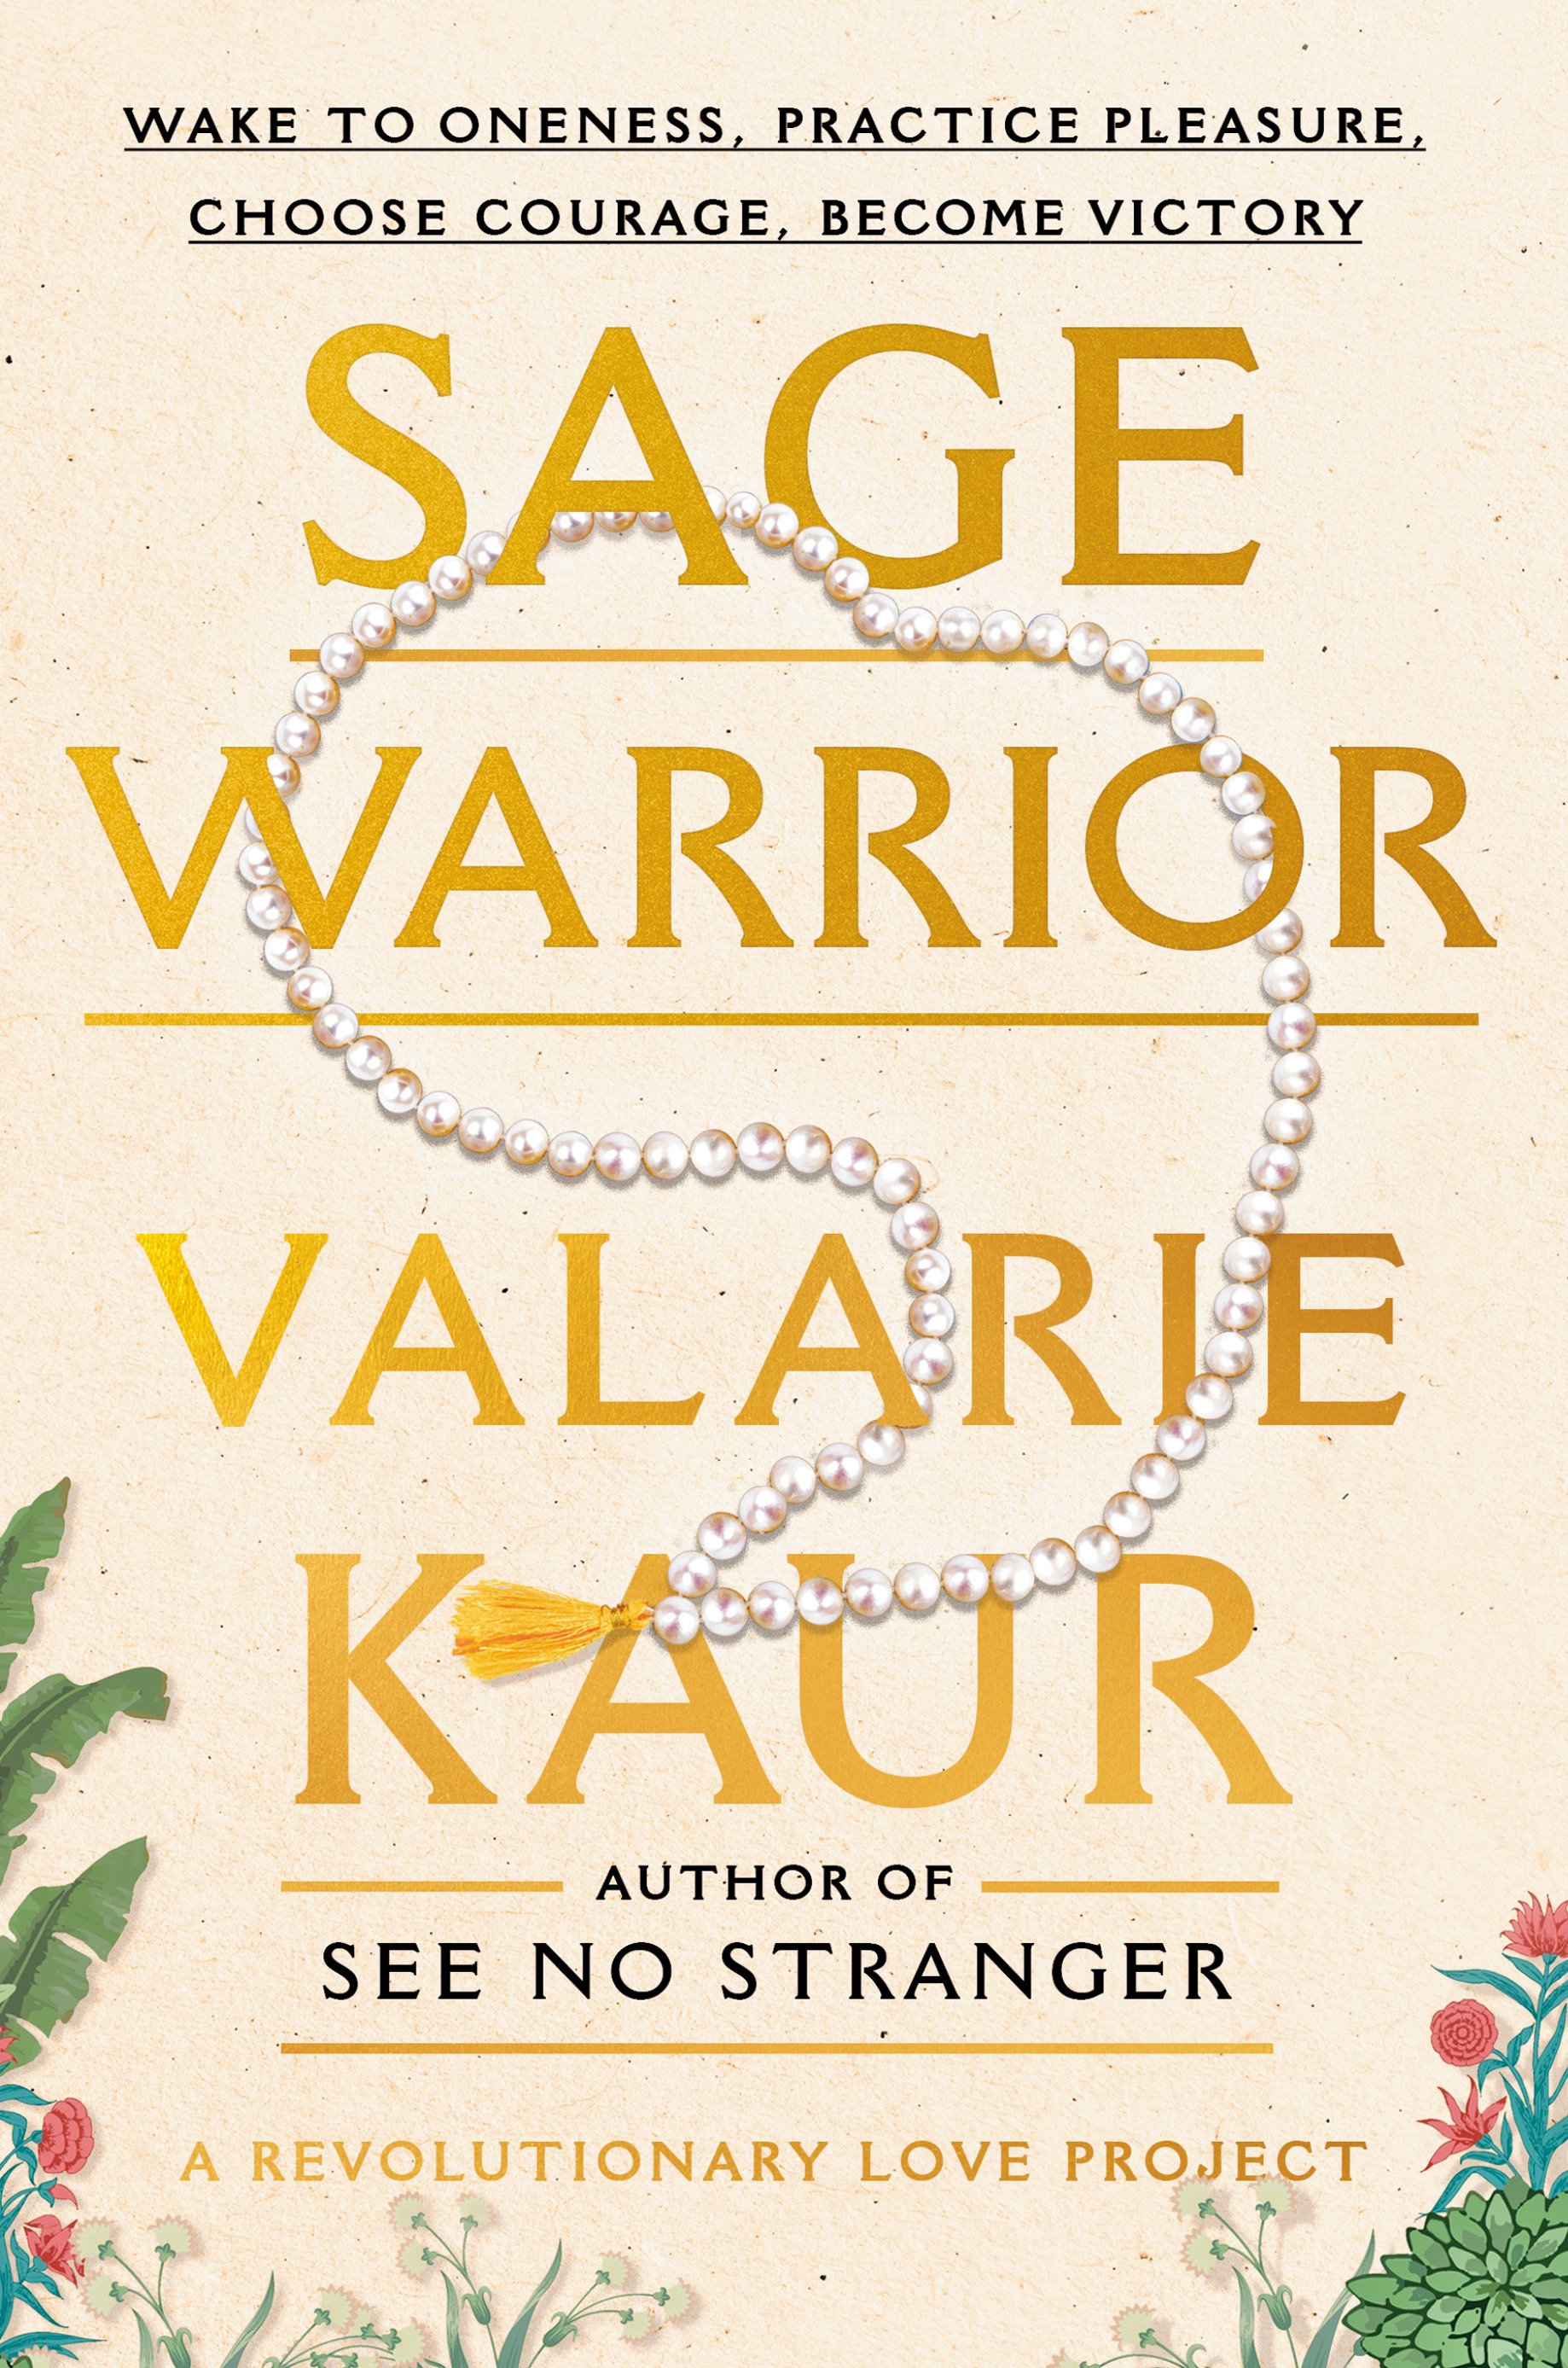 WAKE TO ONENESS, PRACTICE PLEASURE,
CHOOSE COURAGE, BECOME VICTORY
SAGE
WARRIOR
VALARIE
KAUR
AUTHOR OF
SEE NO STRANGER
A REVOLUTIONARY LOVE PROJECT